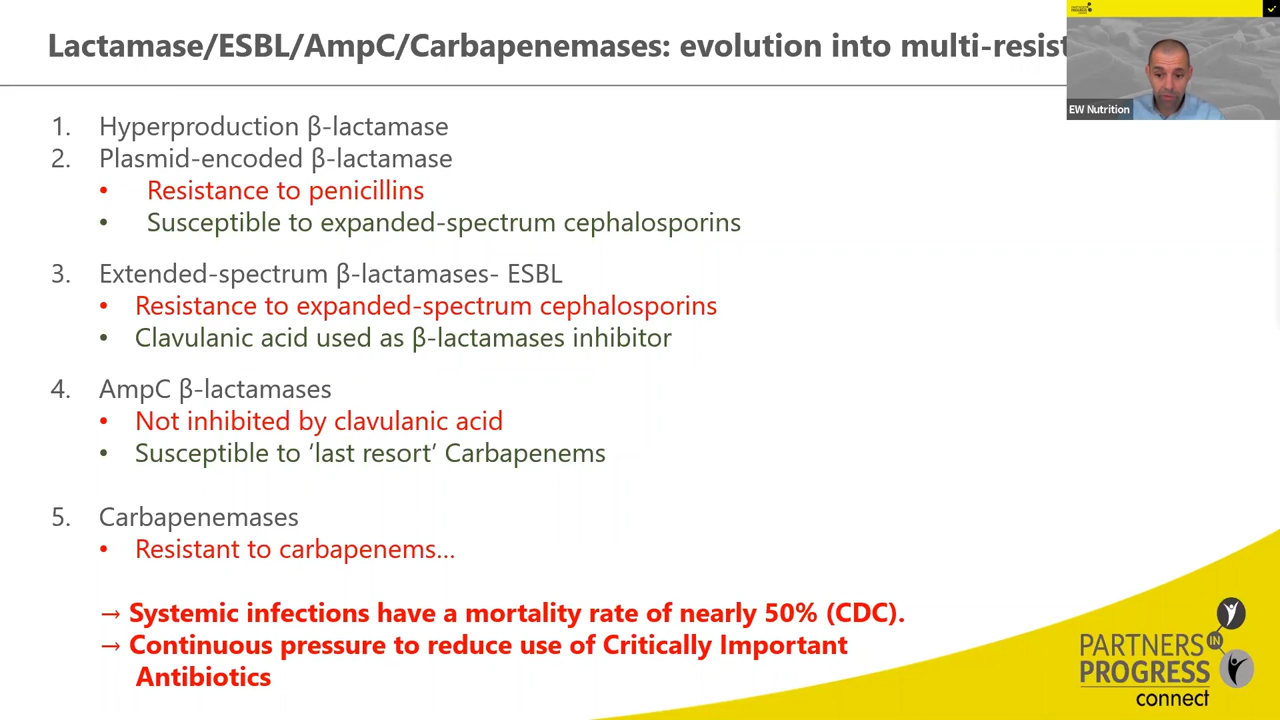 Lactamase/ESBL/AmpC/Carbapenemases: evolution into multi-resist
EW Nutrition
1. Hyperproduction β-lactamase
2. Plasmid-encoded β-lactamase
• Resistance to penicillins
• Susceptible to expanded-spectrum cephalosporins
3. Extended-spectrum β-lactamases- ESBL
• Resistance to expanded-spectrum cephalosporins
• Clavulanic acid used as β-lactamases inhibitor
4. AmpC β-lactamases
• Not inhibited by clavulanic acid
• Susceptible to ‘last resort’ Carbapenems
5. Carbapenemases
• Resistant to carbapenems...
→ Systemic infections have a mortality rate of nearly 50% (CDC).
→ Continuous pressure to reduce use of Critically Important
Antibiotics
PARTNERS IN
PROGRESS
connect